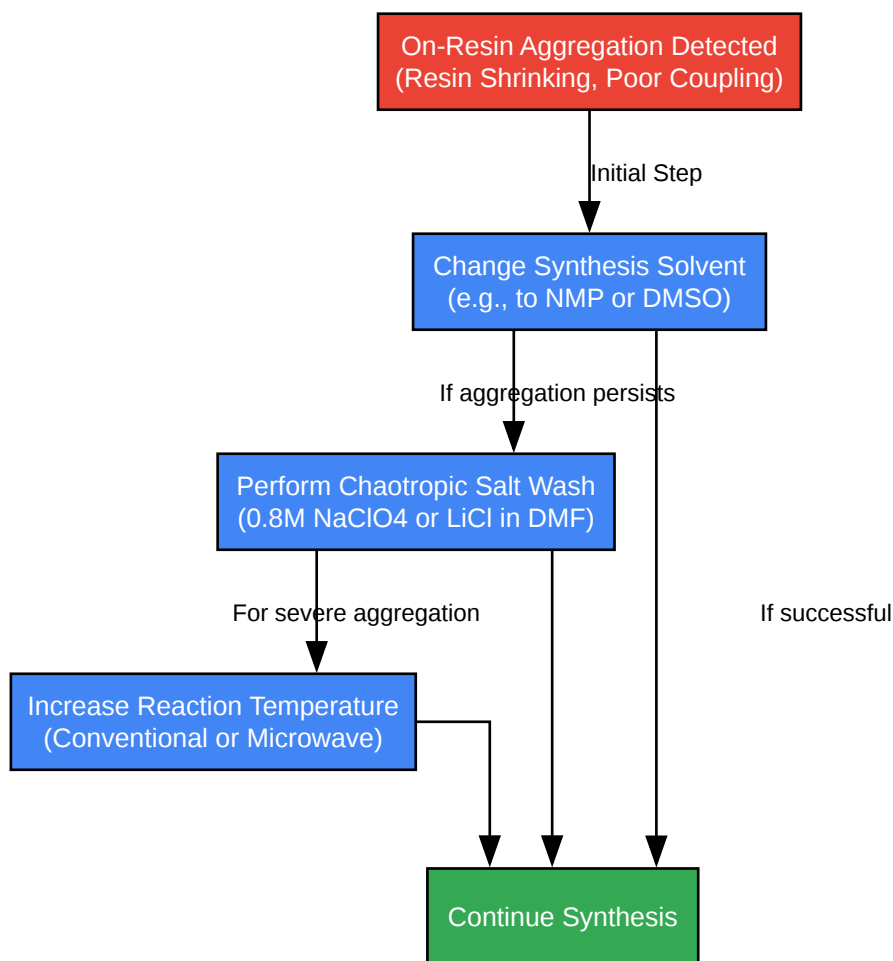 On-Resin Aggregation Detected
(Resin Shrinking, Poor Coupling)
Initial Step
Change Synthesis Solvent
(e.g., to NMP or DMSO)
If aggregation persists
Perform Chaotropic Salt Wash
(0.8M NaClO4 or LiCl in DMF)
For severe aggregation
If successful
Increase Reaction Temperature
(Conventional or Microwave)
Continue Synthesis